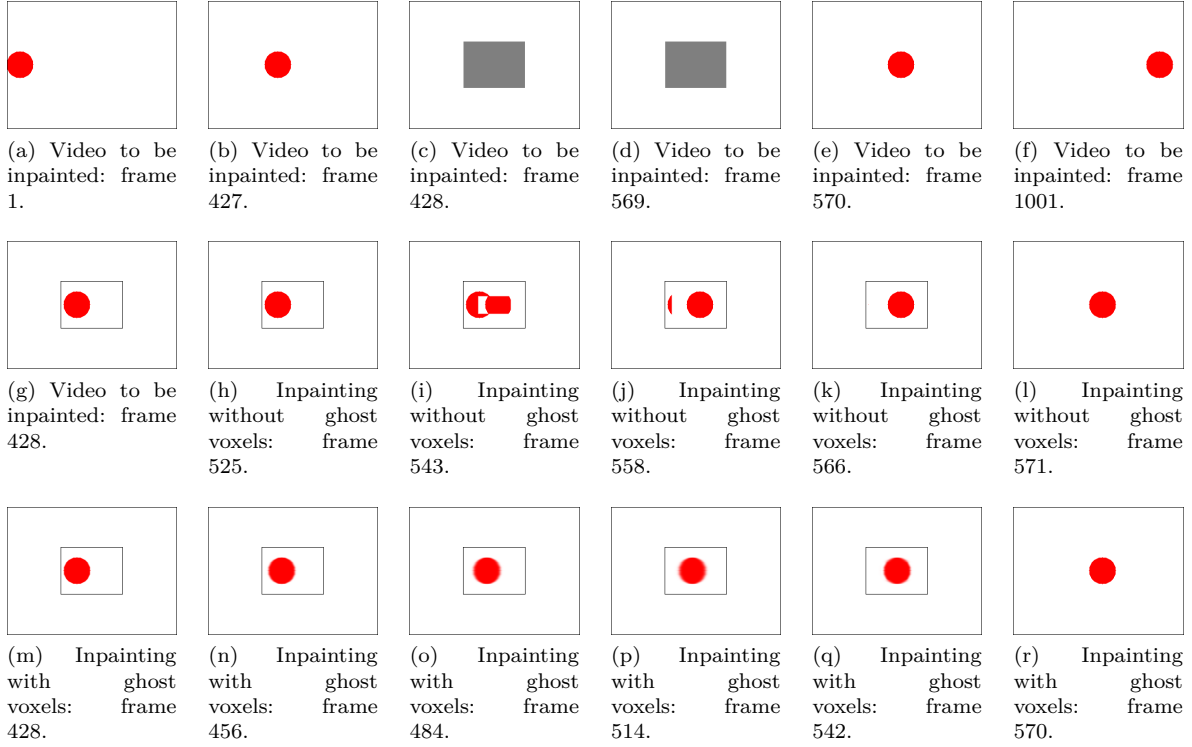 (a) Video to be
inpainted: frame
1.
(b) Video to be
inpainted: frame
427.
(c) Video to be
inpainted: frame
428.
(d) Video to be
inpainted: frame
569.
(e) Video to be
inpainted: frame
570.
(f) Video to be
inpainted: frame
1001.
(g) Video to be
inpainted: frame
428.
(h) Inpainting
without ghost
voxels: frame
525.
(i) Inpainting
without ghost
voxels: frame
543.
(j) Inpainting
without ghost
voxels: frame
558.
(k) Inpainting
without ghost
voxels: frame
566.
(l) Inpainting
without ghost
voxels: frame
571.
(m) Inpainting
with ghost
voxels: frame
428.
(n) Inpainting
with ghost
voxels: frame
456.
(o) Inpainting
with ghost
voxels: frame
484.
(p) Inpainting
with ghost
voxels: frame
514.
(q) Inpainting
with ghost
voxels: frame
542.
(r) Inpainting
with ghost
voxels: frame
570.